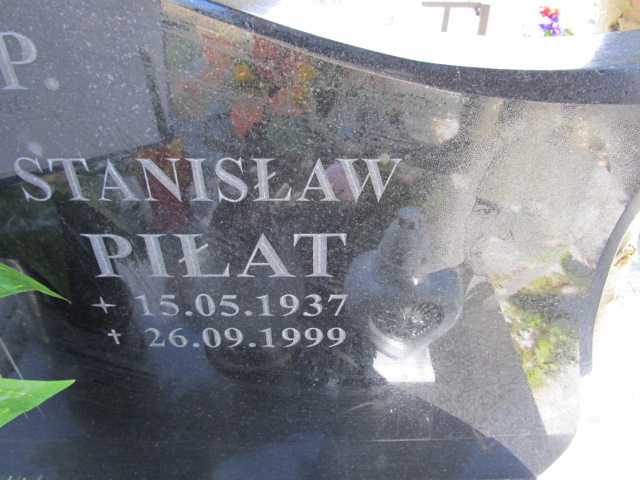 P.
STANISŁAW
PIŁAT
+ 15.05.1937
✝ 26.09.1999